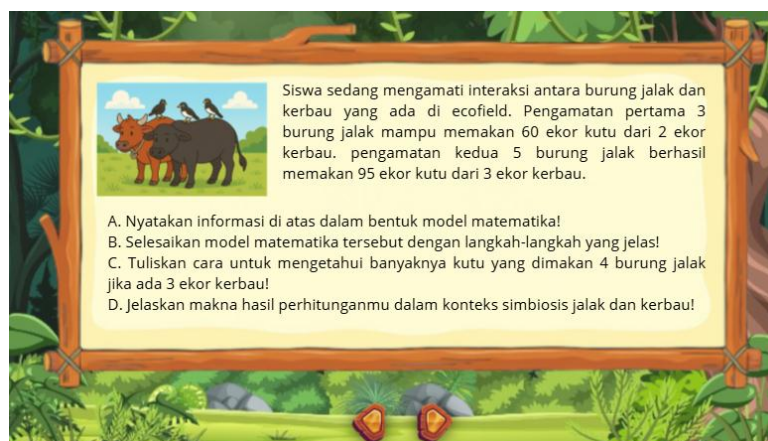 Siswa sedang mengamati interaksi antara burung jalak dan
kerbau yang ada di ecofield. Pengamatan pertama 3
burung jalak mampu memakan 60 ekor kutu dari 2 ekor
kerbau. pengamatan kedua 5 burung jalak berhasil
memakan 95 ekor kutu dari 3 ekor kerbau.
A. Nyatakan informasi di atas dalam bentuk model matematika!
B. Selesaikan model matematika tersebut dengan langkah-langkah yang jelas!
C. Tuliskan cara untuk mengetahui banyaknya kutu yang dimakan 4 burung jalak
jika ada 3 ekor kerbau!
D. Jelaskan makna hasil perhitunganmu dalam konteks simbiosis jalak dan kerbau!